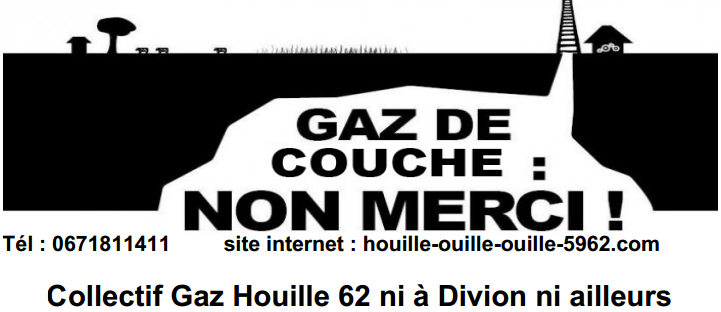 GAZ DE
COUCHE :
NON MERCI !
Tél : 0671811411 site internet : houille-ouille-ouille-5962.com
Collectif Gaz Houille 62 ni à Divion ni ailleurs